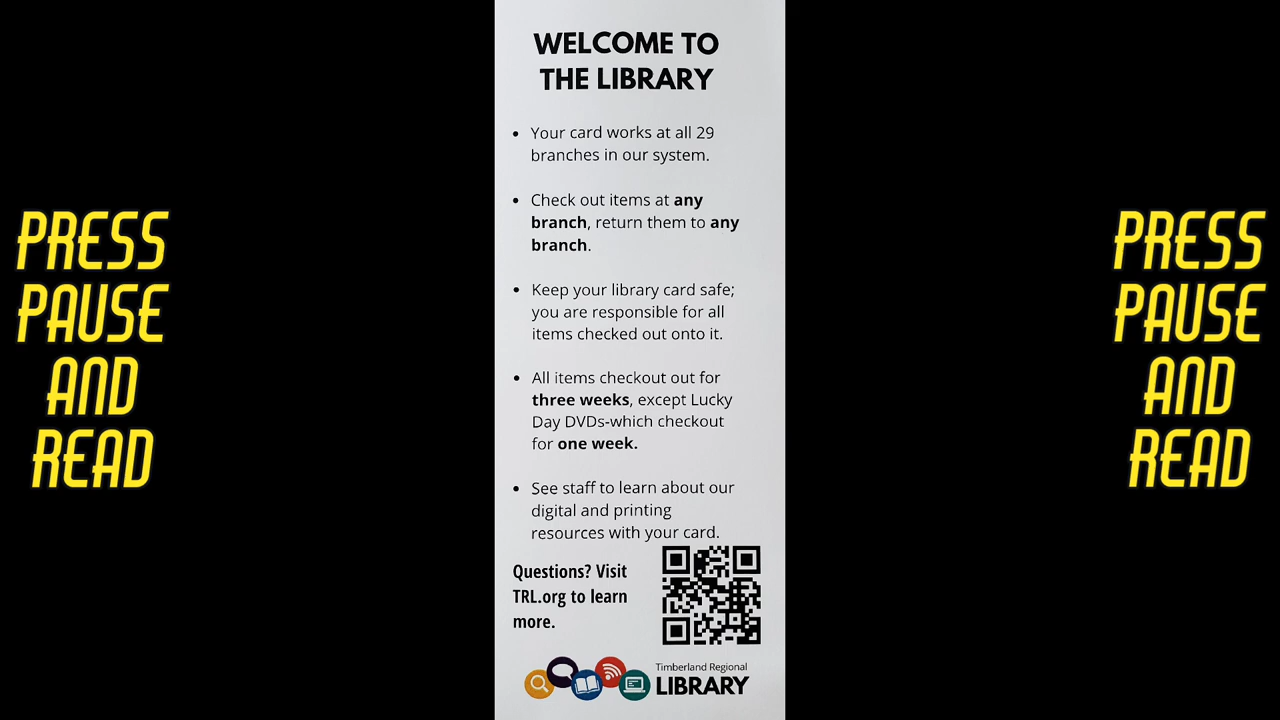 WELCOME TO
THE LIBRARY
• Your card works at all 29
branches in our system.
• Check out items at any
branch, return them to any
branch.
• Keep your library card safe;
you are responsible for all
items checked out onto it.
• All items checkout out for
three weeks, except Lucky
Day DVDs-which checkout
for one week.
• See staff to learn about our
digital and printing
resources with your card.
Questions? Visit
TRL.org to learn
more.
Timberland Regional
LIBRARY
PRESS
PAUSE
AND
READ
PRESS
PAUSE
AND
READ